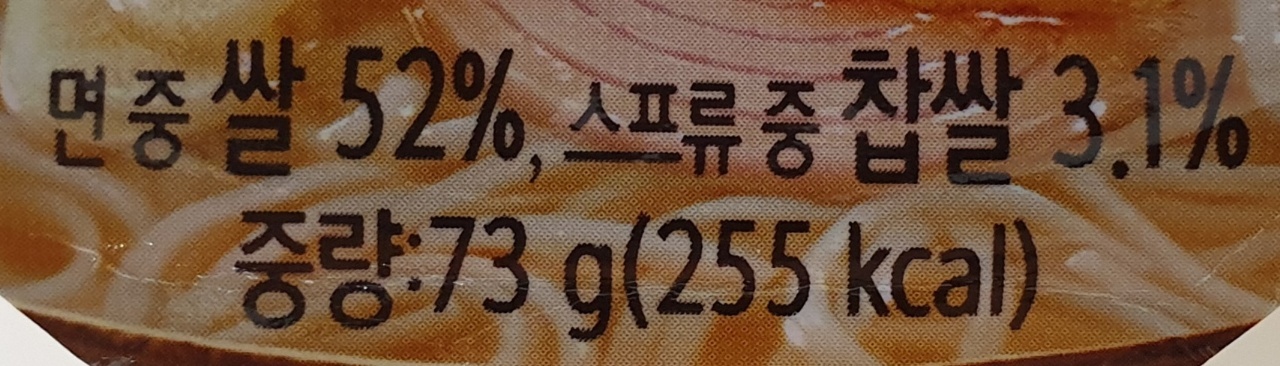 면 중 쌀 52%, 스프류 중 찹쌀 3.1%
중량:73 g(255 kcal)